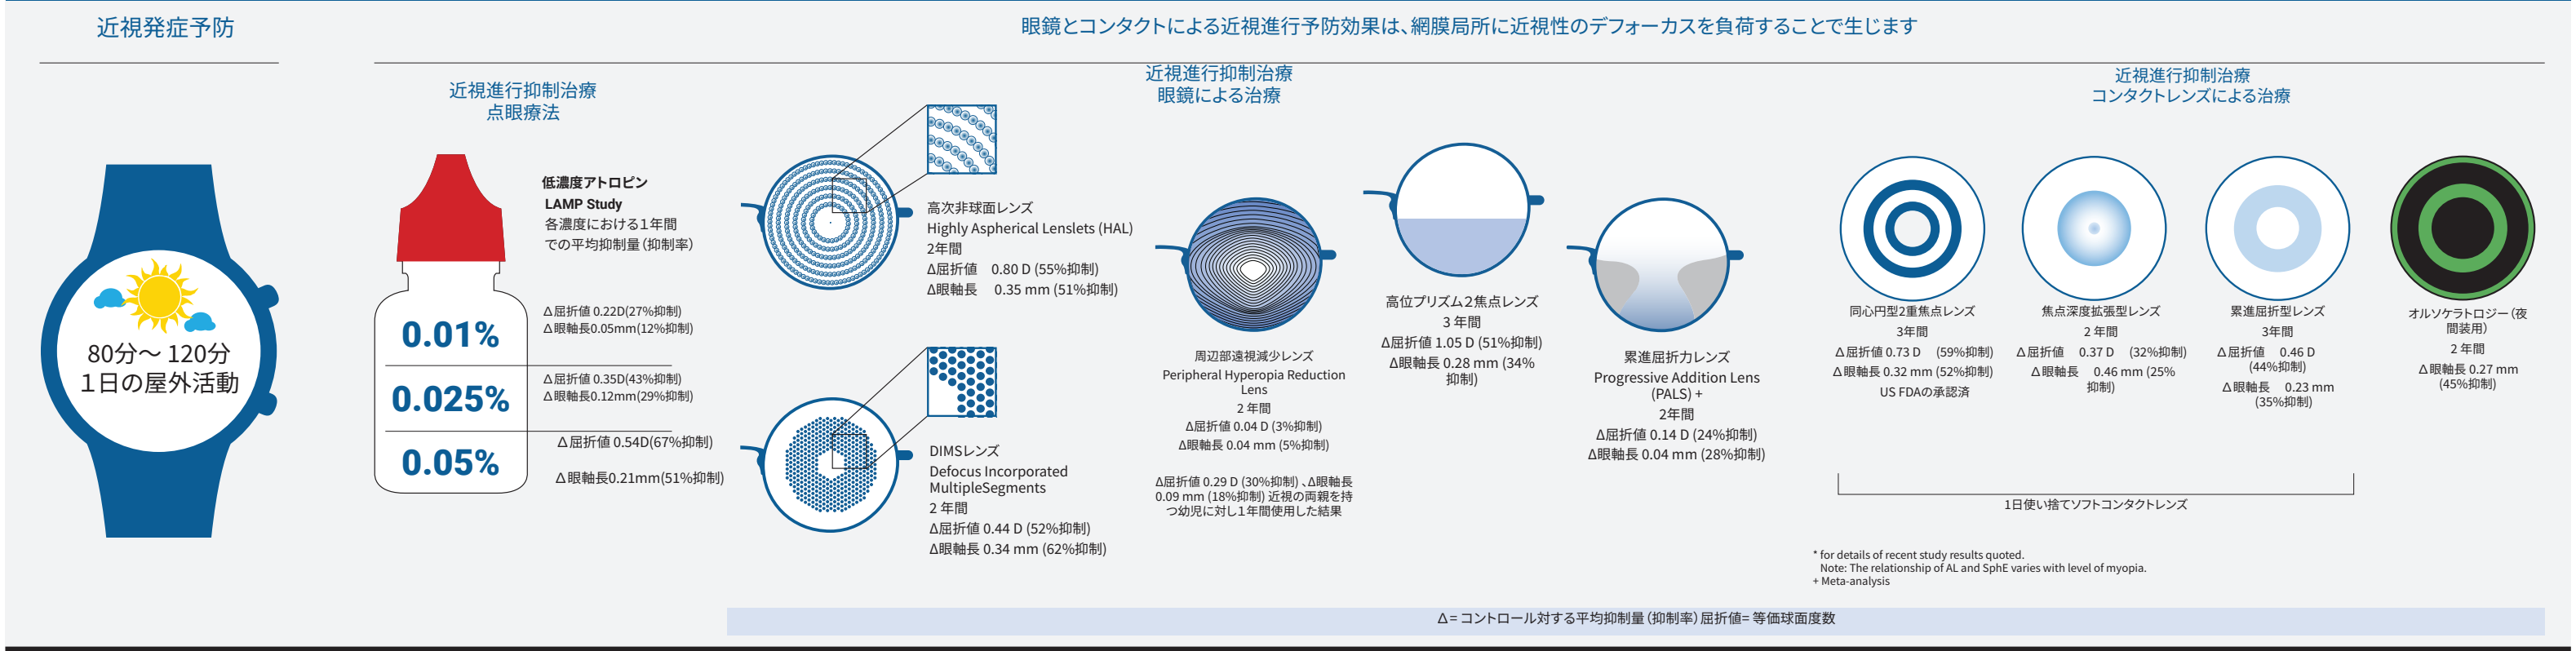 近視発症予防
80分～120分
１日の屋外活動
眼鏡とコンタクトによる近視進行予防効果は、網膜局所に近視性のデフォーカスを負荷することで生じます
近視進行抑制治療
点眼療法
0.01%
0.025%
0.05%
低濃度アトロピン
LAMP Study
各濃度における１年間
での平均抑制量（抑制率）
Δ屈折値 0.22D(27%抑制)
Δ眼軸長0.05mm(12%抑制)
Δ屈折値 0.35D(43%抑制)
Δ眼軸長0.12mm(29%抑制)
Δ屈折値 0.54D(67%抑制)
Δ眼軸長0.21mm(51%抑制)
近視進行抑制治療
眼鏡による治療
高次非球面レンズ
Highly Aspherical Lenslets (HAL)
2年間
Δ屈折値 0.80 D (55%抑制)
Δ眼軸長 0.35 mm (51%抑制)
DIMSレンズ
Defocus Incorporated
MultipleSegments
2 年間
Δ屈折値 0.44 D (52%抑制)
Δ眼軸長 0.34 mm (62%抑制)
周辺部遠視減少レンズ
Peripheral Hyperopia Reduction
Lens
2 年間
Δ屈折値 0.04 D (3%抑制)
Δ眼軸長 0.04 mm (5%抑制)
Δ屈折値 0.29 D (30%抑制) 、Δ眼軸長
0.09 mm (18%抑制) 近視の両親を持
つ幼児に対し１年間使用した結果
高位プリズム２焦点レンズ
3 年間
Δ屈折値 1.05 D (51%抑制)
Δ眼軸長 0.28 mm (34%
抑制)
累進屈折力レンズ
Progressive Addition Lens
(PALS) +
2年間
Δ屈折値 0.14 D (24%抑制)
Δ眼軸長 0.04 mm (28%抑制)
近視進行抑制治療
コンタクトレンズによる治療
同心円型2重焦点レンズ
3年間
Δ屈折値 0.73 D (59%抑制)
Δ眼軸長 0.32 mm (52%抑制)
US FDAの承認済
焦点深度拡張型レンズ
2 年間
Δ屈折値 0.37 D (32%抑制)
Δ眼軸長 0.46 mm (25%
抑制)
累進屈折型レンズ
3年間
Δ屈折値 0.46 D
(44%抑制)
Δ眼軸長 0.23 mm
(35%抑制)
オルソケラトロジー（夜
間装用）
2 年間
Δ眼軸長 0.27 mm
(45%抑制)
1日使い捨てソフトコンタクトレンズ
* for details of recent study results quoted.
Note: The relationship of AL and SphE varies with level of myopia.
+ Meta-analysis
Δ= コントロール対する平均抑制量（抑制率）屈折値= 等価球面度数